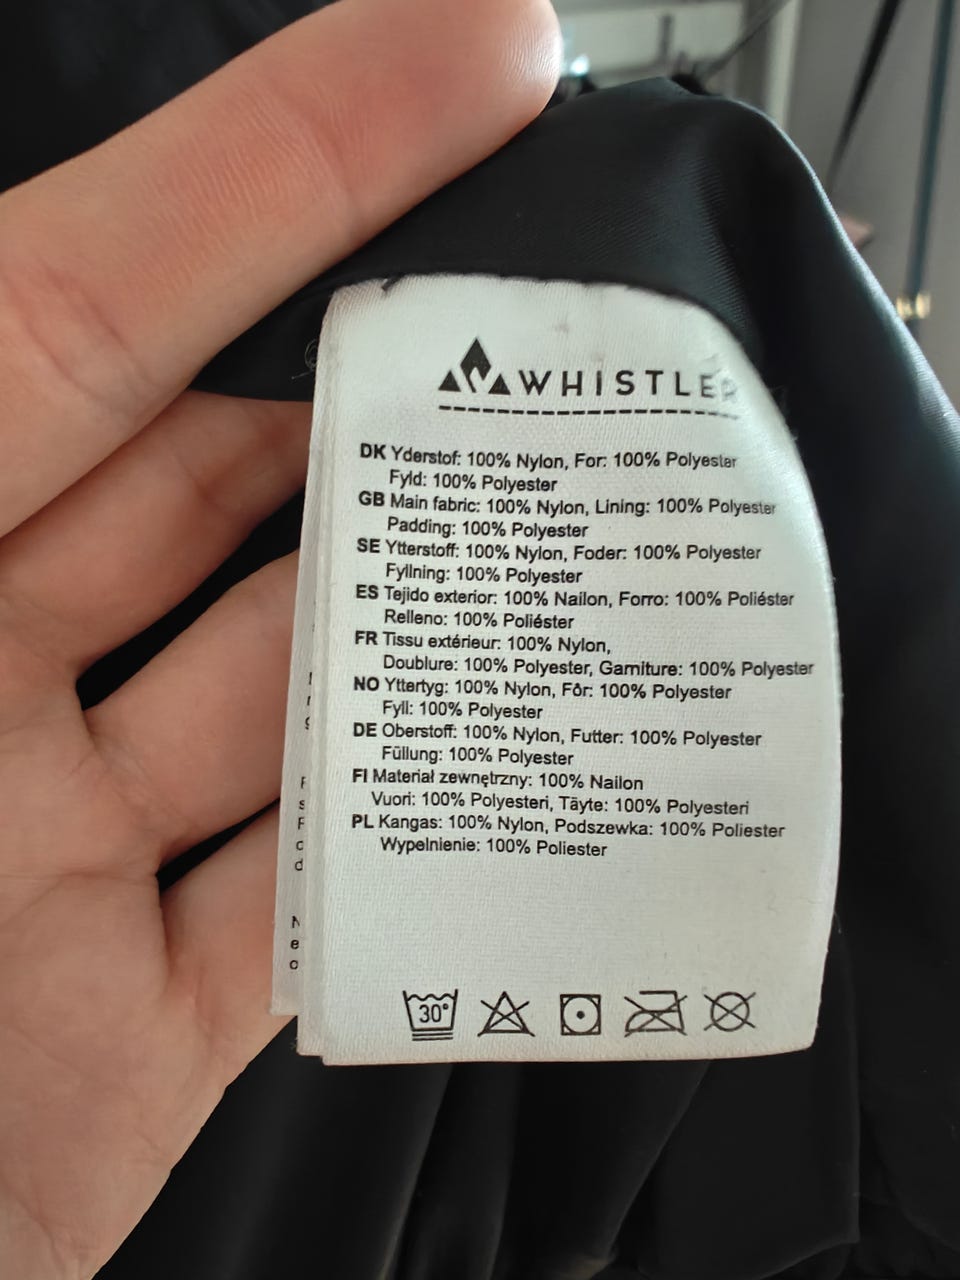 WHISTLER
DK Yderstof: 100% Nylon, For: 100% Polyester
Fyld: 100% Polyester
GB Main fabric: 100% Nylon, Lining: 100% Polyester
Padding: 100% Polyester
SE Ytterstoff: 100% Nylon, Foder: 100% Polyester
Fyllning: 100% Polyester
ES Tejido exterior: 100% Nailon, Forro: 100% Poliéster
Relleno: 100% Poliéster
FR Tissu extérieur: 100% Nylon,
Doublure: 100% Polyester, Garniture: 100% Polyester
NO Yttertyg: 100% Nylon, Fôr: 100% Polyester
Fyll: 100% Polyester
DE Oberstoff: 100% Nylon, Futter: 100% Polyester
Füllung: 100% Polyester
FI Materiał zewnętrzny: 100% Nailon
Vuori: 100% Polyesteri, Täyte: 100% Polyesteri
PL Kangas: 100% Nylon, Podszewka: 100% Poliester
Wypelnienie: 100% Poliester
30°